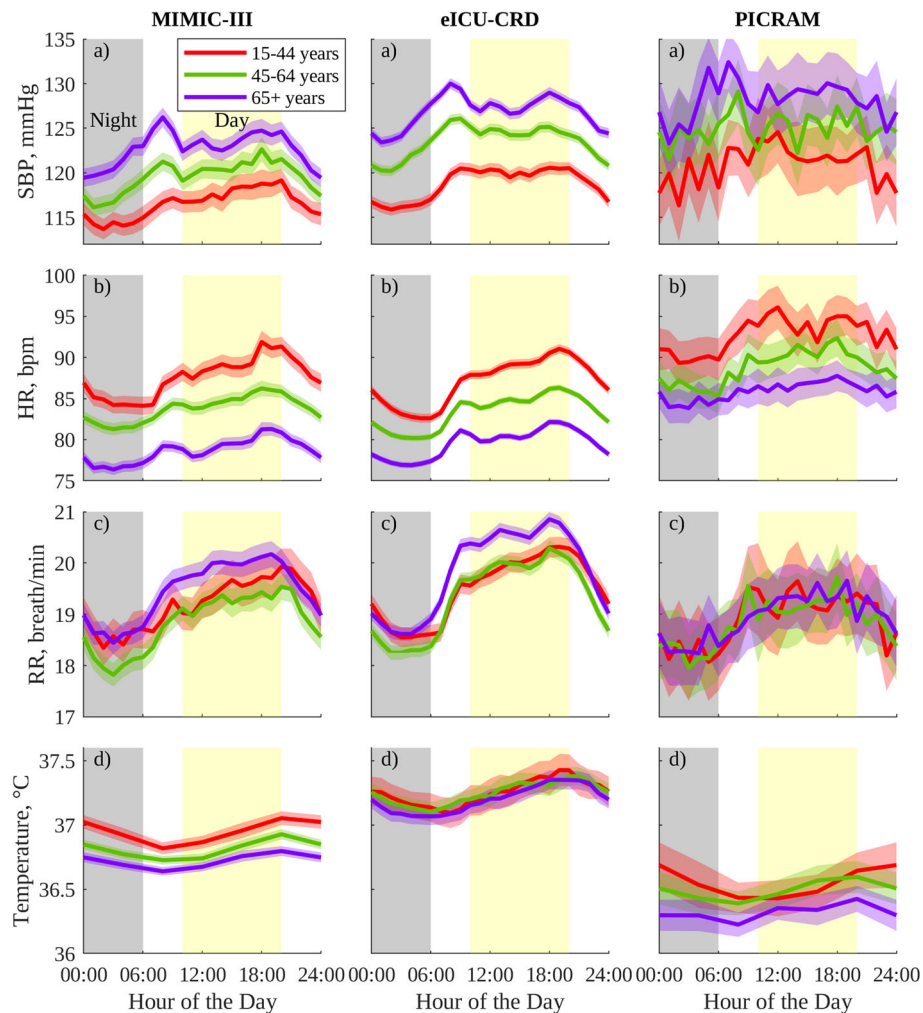 MIMIC-III eICU-CRD PICRAM
SBP, mmHg
135
130
125
120
115
a)
a)
a)
15-44 years
45-64 years
65+ years
Night
Day
HR, bpm
100
95
90
85
80
75
b)
b)
b)
RR, breath/min
21
20
19
18
17
c)
c)
c)
Temperature, °C
37.5
37
36.5
36
d)
d)
d)
00:00 06:00 12:00 18:00 24:00 00:00 06:00 12:00 18:00 24:00 00:00 06:00 12:00 18:00 24:00
Hour of the Day Hour of the Day Hour of the Day